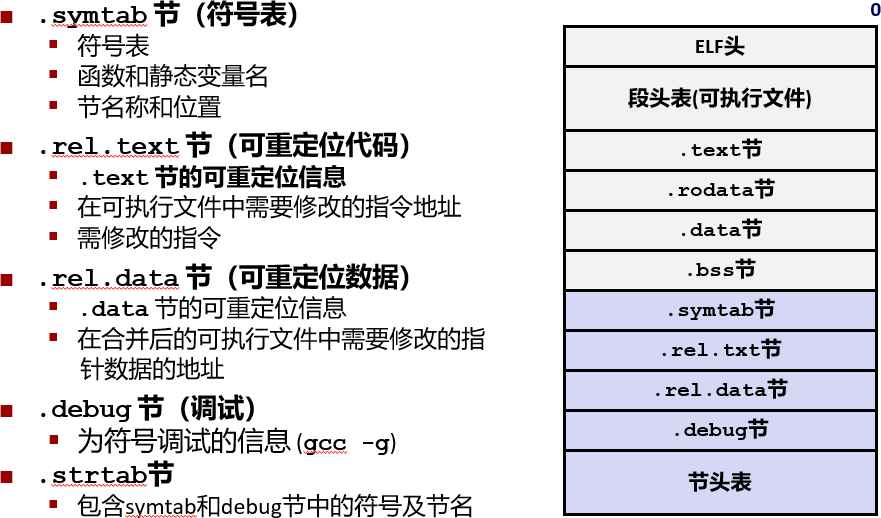 .symtab 节（符号表）
符号表
函数和静态变量名
节名称和位置
.rel.text 节（可重定位代码）
.text 节的可重定位信息
在可执行文件中需要修改的指令地址
需修改的指令
.rel.data 节（可重定位数据）
.data 节的可重定位信息
在合并后的可执行文件中需要修改的指
针数据的地址
.debug 节（调试）
为符号调试的信息 (gcc -g)
.strtab节
包含symtab和debug节中的符号及节名
0
ELF头
段头表(可执行文件)
.text节
.rodata节
.data节
.bss节
.symtab节
.rel.txt节
.rel.data节
.debug节
节头表